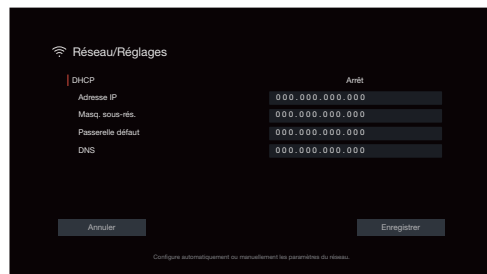 Réseau/Réglages
DHCP Arrêt
Adresse IP 000.000.000.000
Masq. sous-rés. 000.000.000.000
Passerelle défaut 000.000.000.000
DNS 000.000.000.000
Annuler Enregistrer
Configure automatiquement ou manuellement les paramètres du réseau.